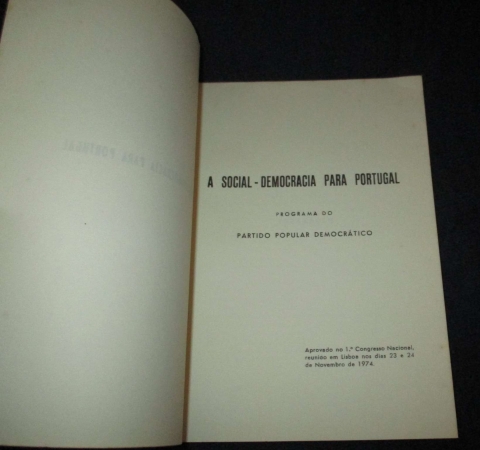 A SOCIAL-DEMOCRACIA PARA PORTUGAL
PROGRAMA DO
PARTIDO POPULAR DEMOCRÁTICO
Aprovado no 1.º Congresso Nacional,
reunido em Lisboa nos dias 23 e 24
de Novembro de 1974.